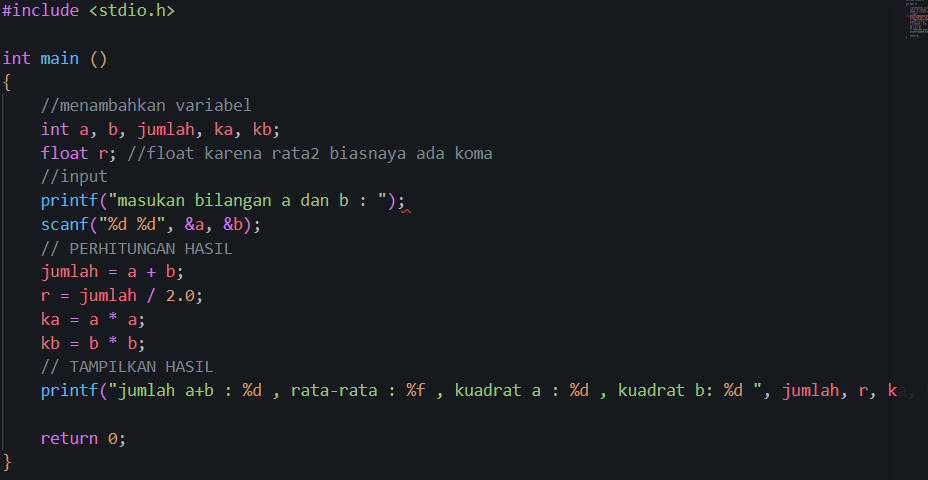 #include <stdio.h>
int main ()
{
//menambahkan variabel
int a, b, jumlah, ka, kb;
float r; //float karena rata2 biasnaya ada koma
//input
printf("masukan bilangan a dan b : ");
scanf("%d %d", &a, &b);
// PERHITUNGAN HASIL
jumlah = a + b;
r = jumlah / 2.0;
ka = a * a;
kb = b * b;
// TAMPILKAN HASIL
printf("jumlah a+b : %d , rata-rata : %f , kuadrat a : %d , kuadrat b: %d ", jumlah, r, ka,
return 0;
}